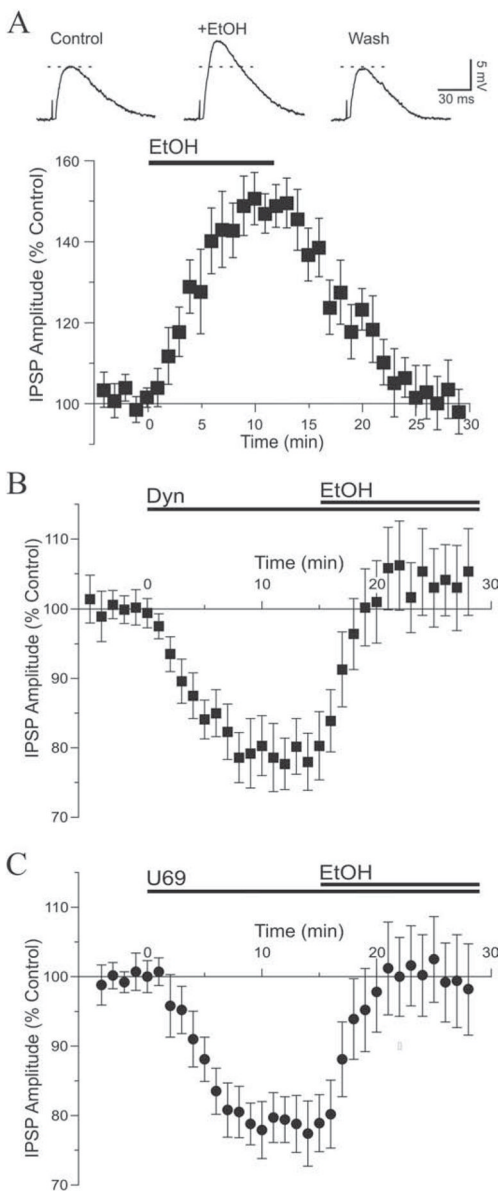 A
Control
+EtOH
Wash
5 mV
30 ms
EtOH
160
140
120
100
IPSP Amplitude (% Control)
0 5 10 15 20 25 30
Time (min)
B
Dyn
EtOH
Time (min)
0 10 20 30
110
100
90
80
70
IPSP Amplitude (% Control)
C
U69
EtOH
Time (min)
0 10 20 30
110
100
90
80
70
IPSP Amplitude (% Control)